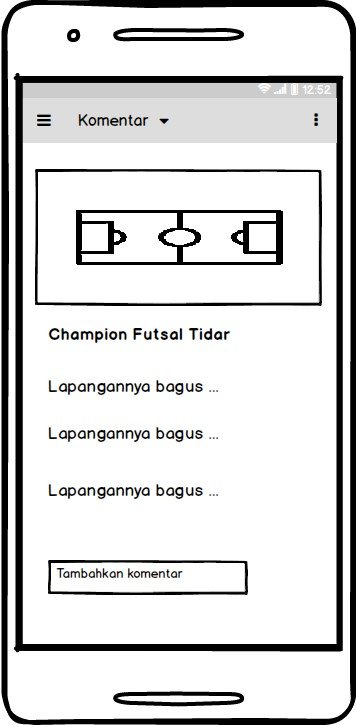 12:52
Komentar
Champion Futsal Tidar
Lapangannya bagus ...
Lapangannya bagus ...
Lapangannya bagus ...
Tambahkan komentar